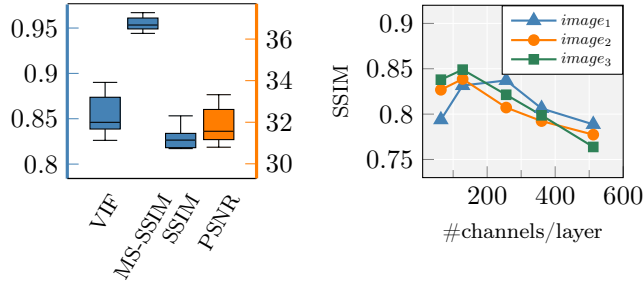 0.95
0.9
0.85
0.8
36
34
32
30
VIF
MS-SSIM
SSIM
PSNR
SSIM
0.9
0.85
0.8
0.75
image1
image2
image3
200
400
600
#channels/layer